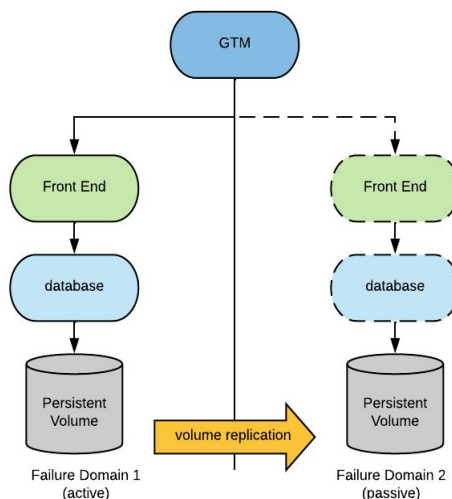 GTM
Front End
Front End
database
database
Persistent
Volume
Persistent
Volume
volume replication
Failure Domain 1
(active)
Failure Domain 2
(passive)